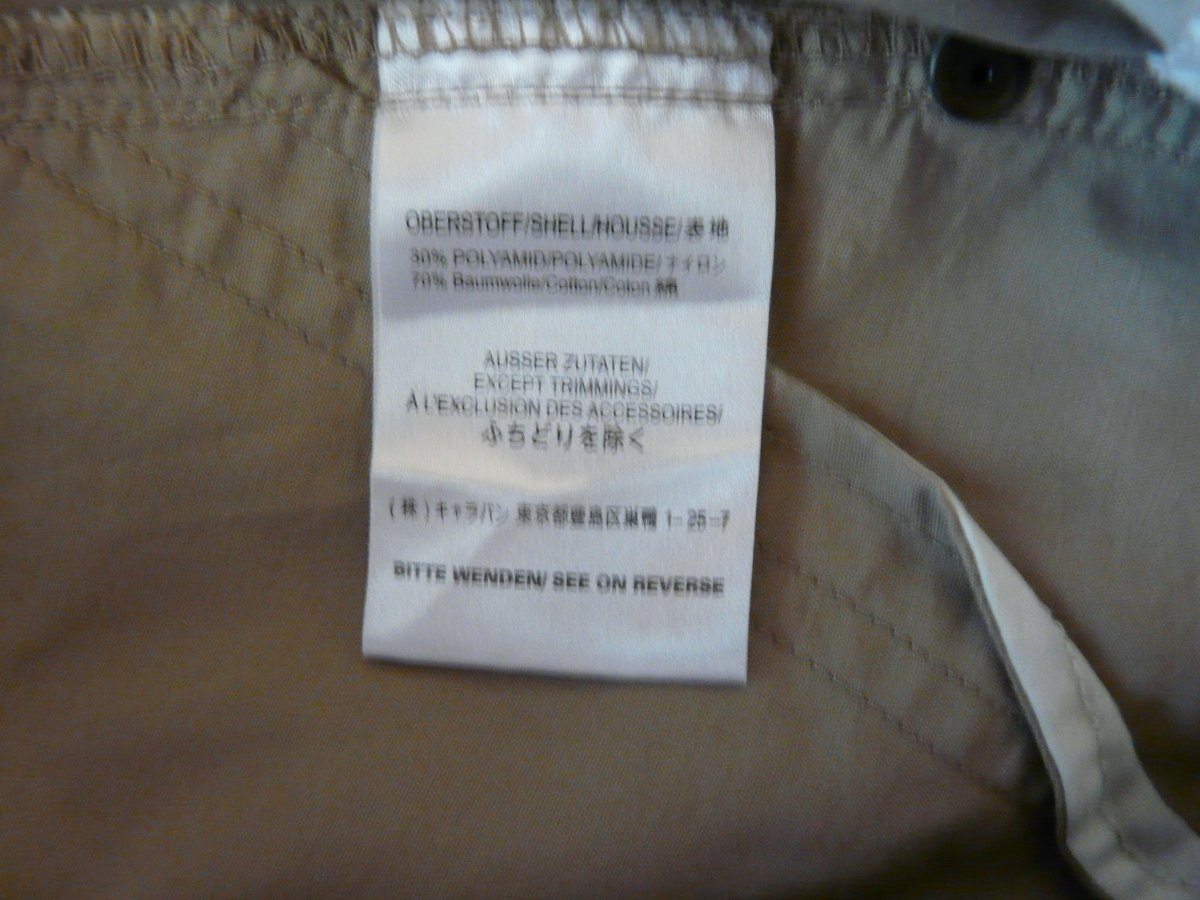 OBERSTOFF/SHELL/HOUSSE/表地
30% POLYAMID/POLYAMIDE/ナイロン
70% Baumwolle/Cotton/Coton 綿
AUSSER ZUTATEN/
EXCEPT TRIMMINGS/
À L'EXCLUSION DES ACCESSOIRES/
ふちどりを除く
(株)キャラバン 東京都豊島区巣鴨 1-25-7
BITTE WENDEN/ SEE ON REVERSE